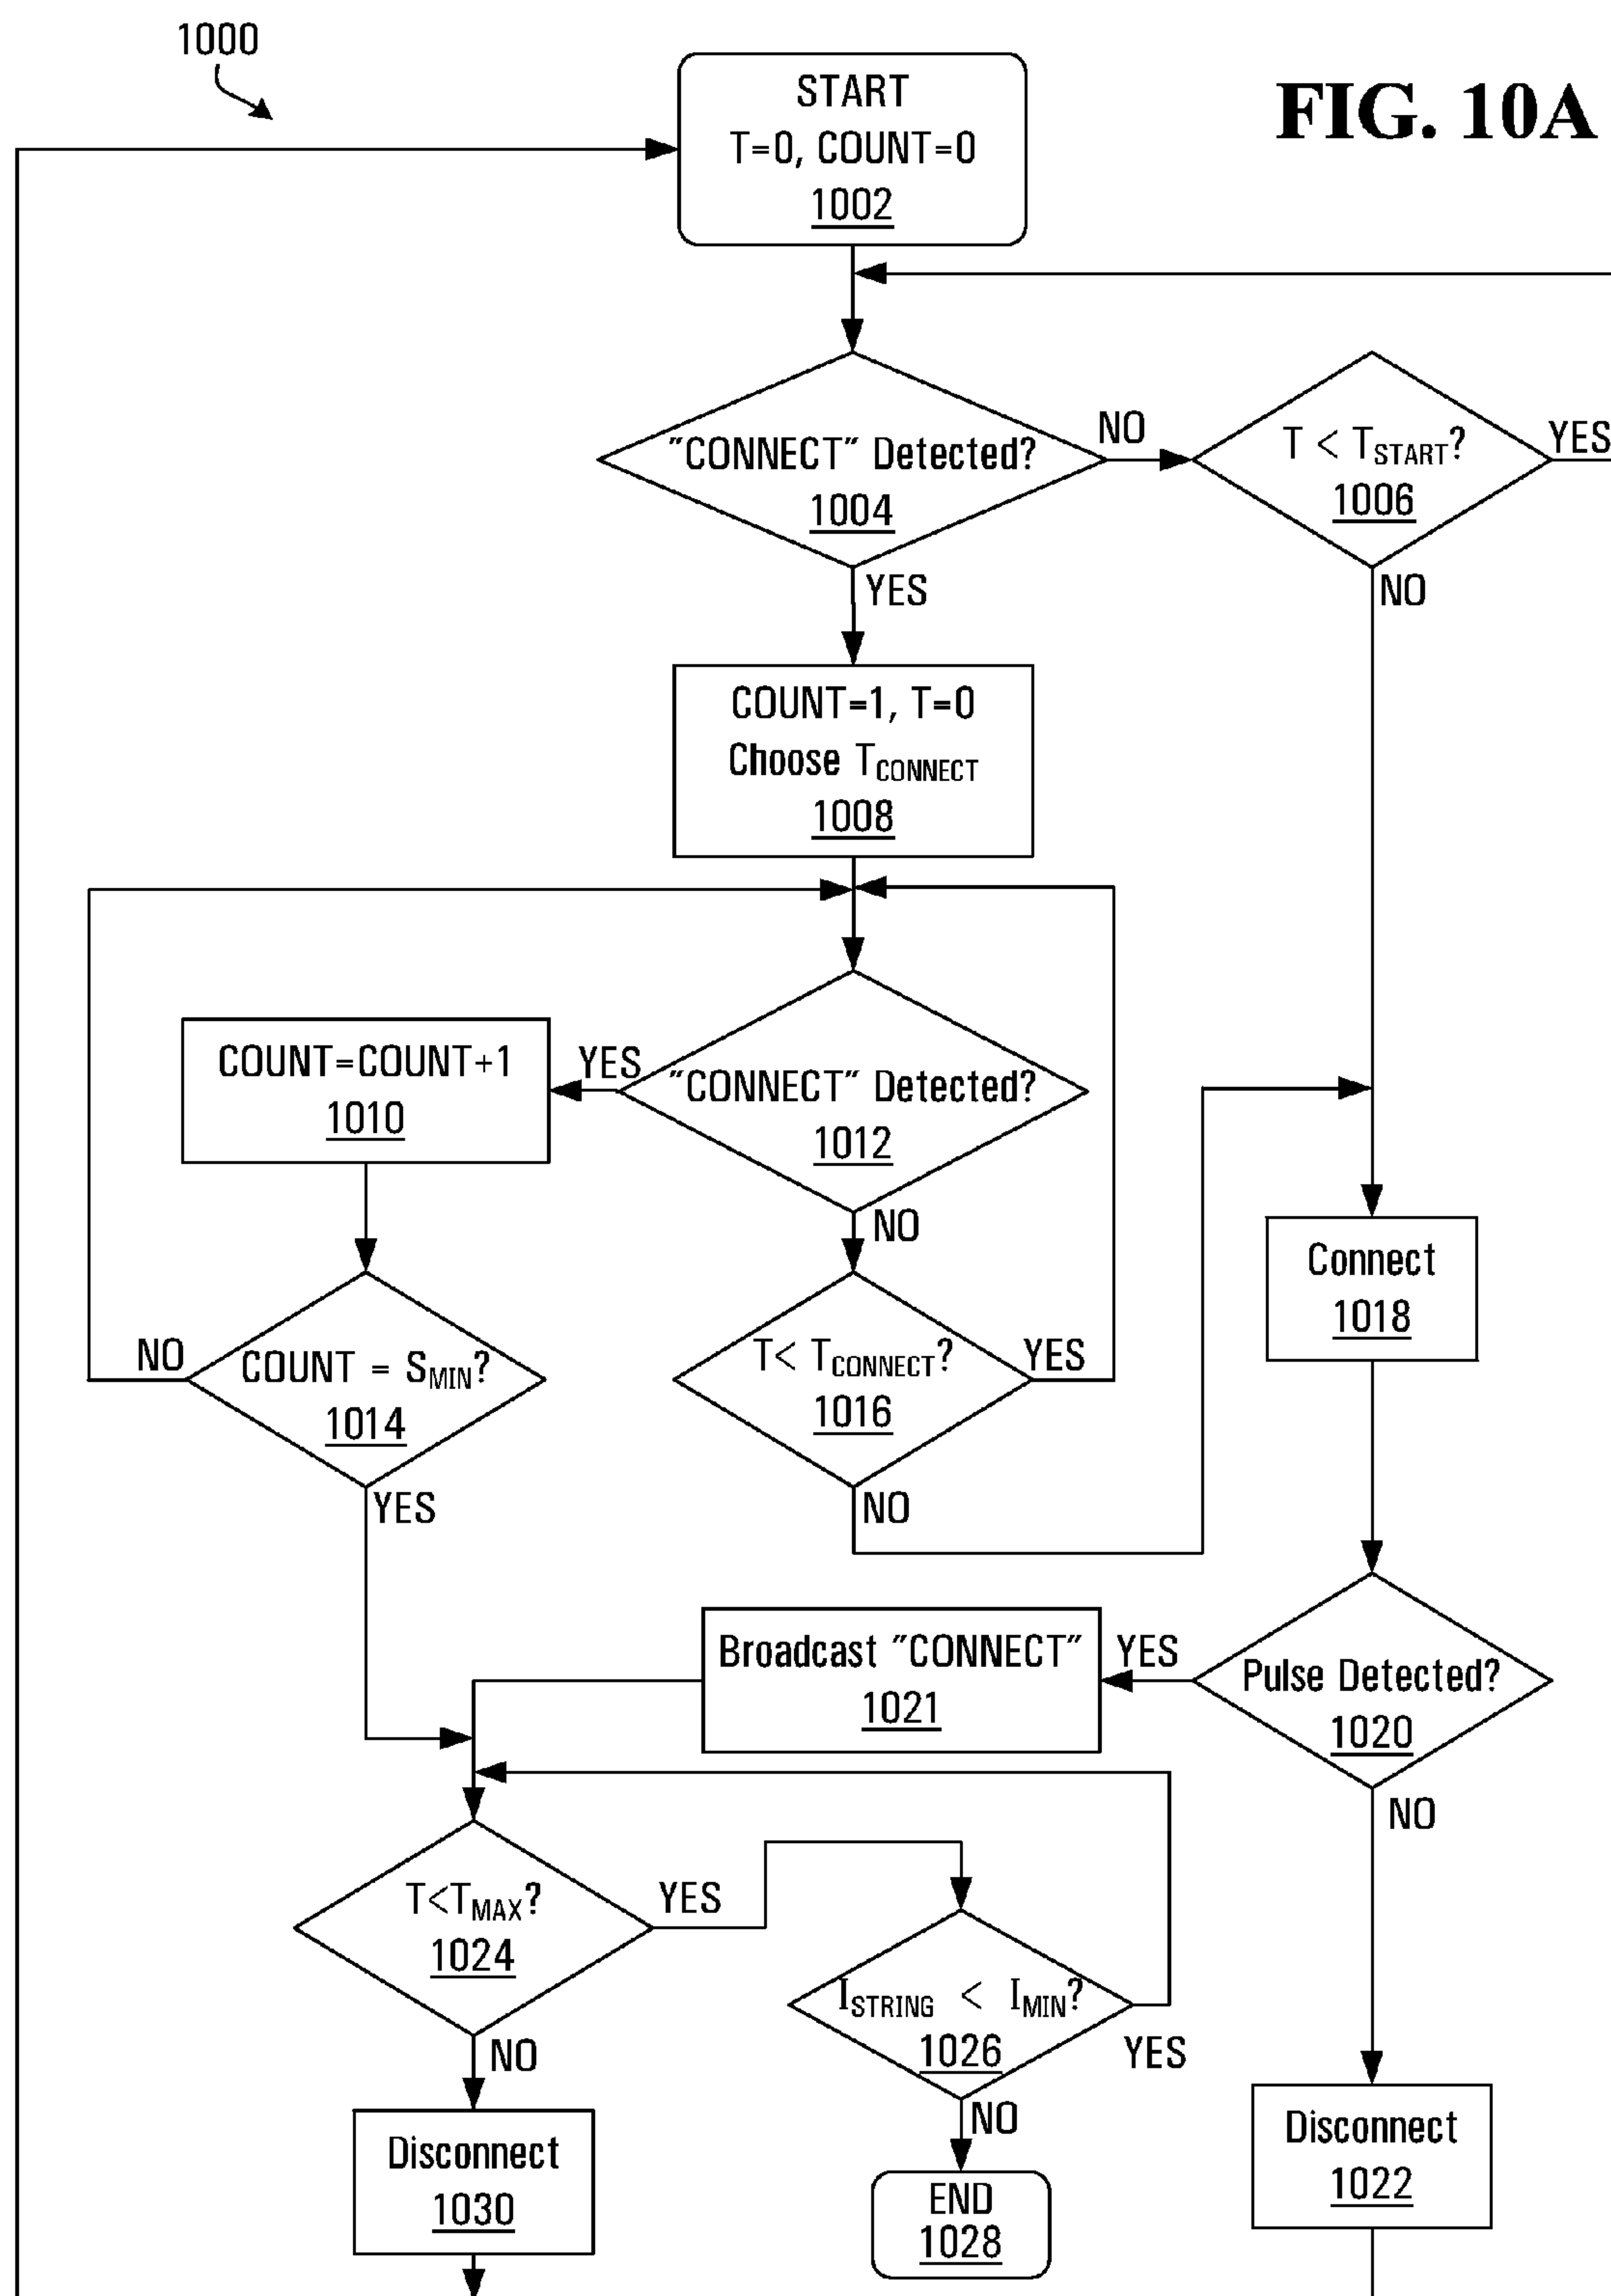 1000
FIG. 10A
START
T=0, COUNT=0
1002
"CONNECT" Detected?
1004
NO
T < TSTART?
1006
YES
YES
NO
COUNT=1, T=0
Choose TCONNECT
1008
COUNT=COUNT+1
1010
YES
"CONNECT" Detected?
1012
NO
Connect
1018
NO
COUNT = SMIN?
1014
YES
T< TCONNECT?
1016
YES
NO
Broadcast "CONNECT"
1021
YES
Pulse Detected?
1020
NO
T<TMAX?
1024
YES
ISTRING < IMIN?
1026
YES
NO
NO
Disconnect
1030
END
1028
Disconnect
1022